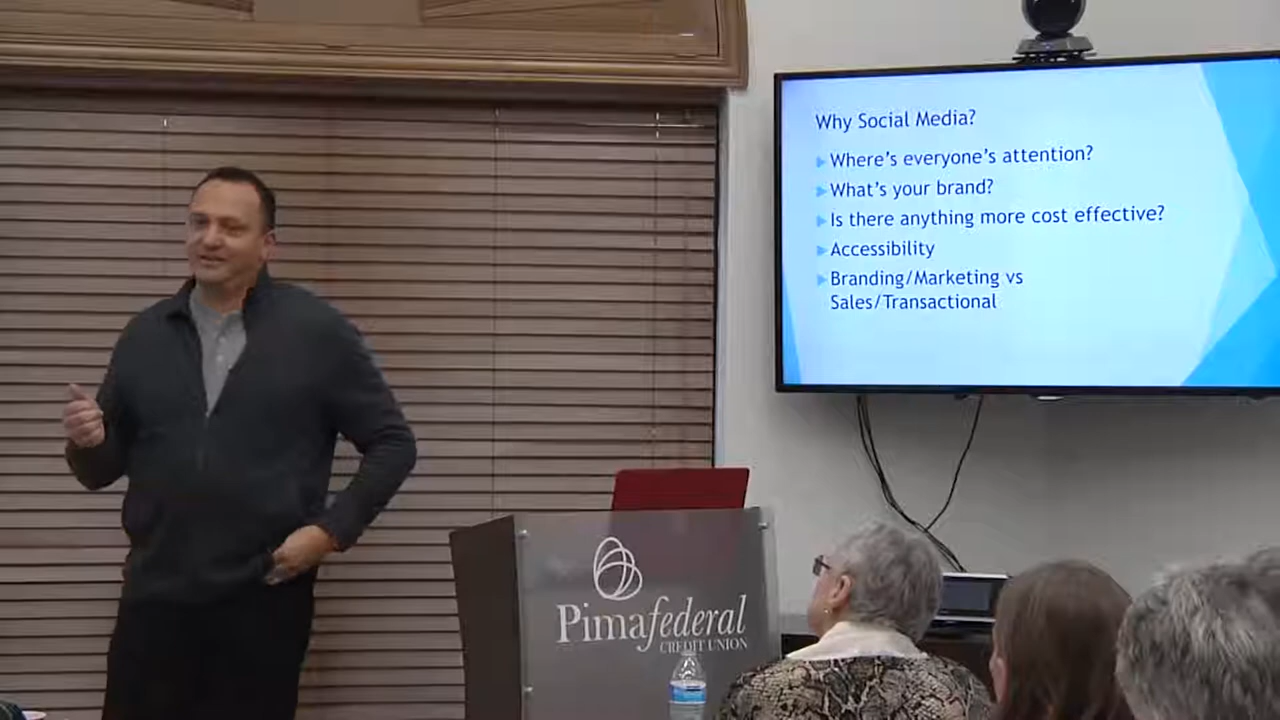 Why Social Media?
Where's everyone's attention?
What's your brand?
Is there anything more cost effective?
Accessibility
Branding/Marketing vs
Sales/Transactional
Pimafederal
CREDIT UNION